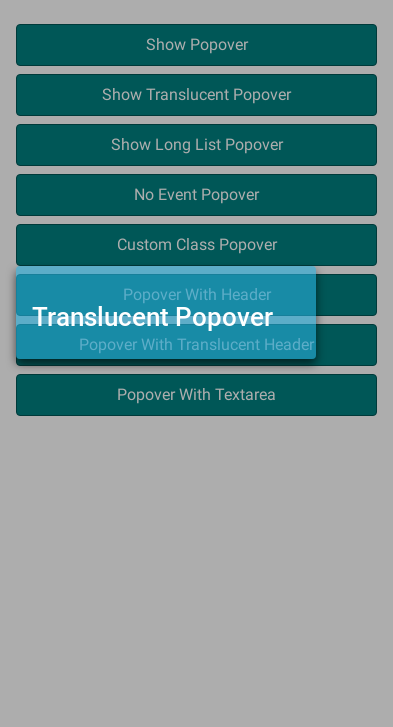 Show Popover
Show Translucent Popover
Show Long List Popover
No Event Popover
Custom Class Popover
Popover With Header
Translucent Popover
Popover With Translucent Header
Popover With Textarea